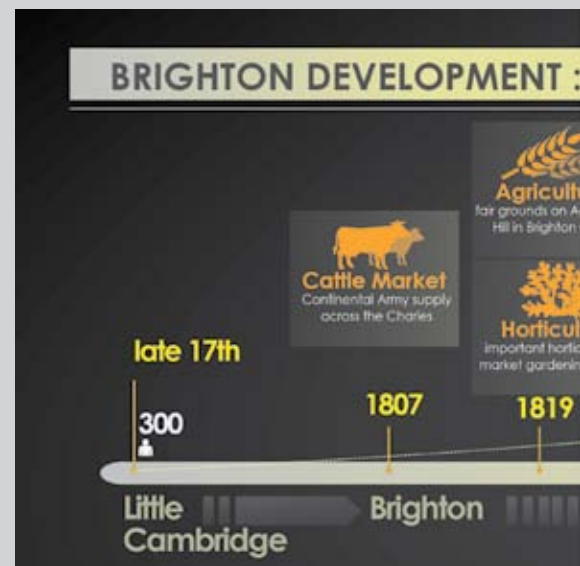 BRIGHTON DEVELOPMENT :
Agricultu
fair grounds on A
Hill in Brighton
Cattle Market
Continental Army supply
across the Charles
Horticul
important hortic
market gardenin
late 17th
300
1807
1819
Little
Cambridge
Brighton